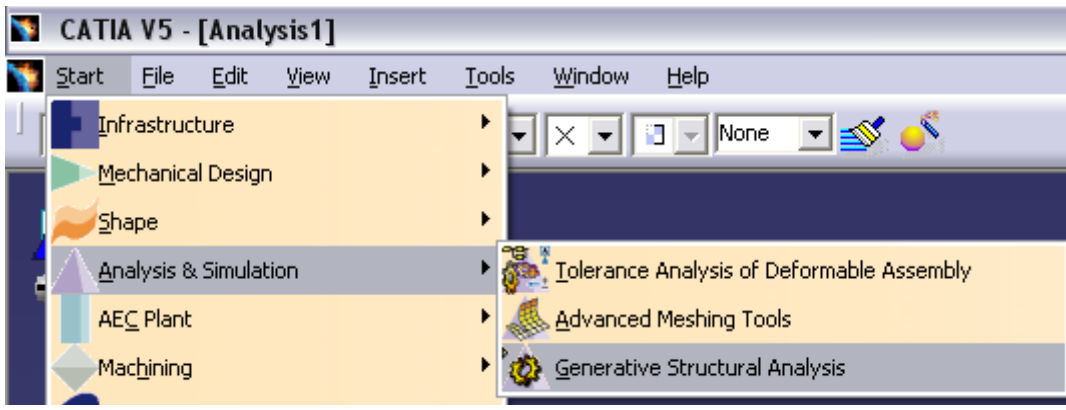 CATIA V5 - [Analysis1]
Start File Edit View Insert Tools Window Help
None
Infrastructure
Mechanical Design
Shape
Analysis & Simulation
Tolerance Analysis of Deformable Assembly
AEC Plant
Advanced Meshing Tools
Machining
Generative Structural Analysis